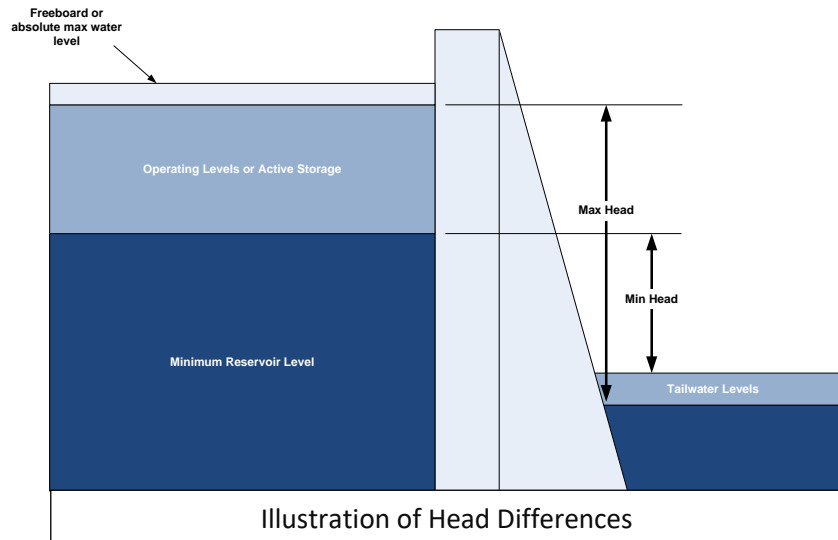 Freeboard or
absolute max water
level
Operating Levels or Active Storage
Max Head
Min Head
Minimum Reservoir Level
Tailwater Levels
Illustration of Head Differences